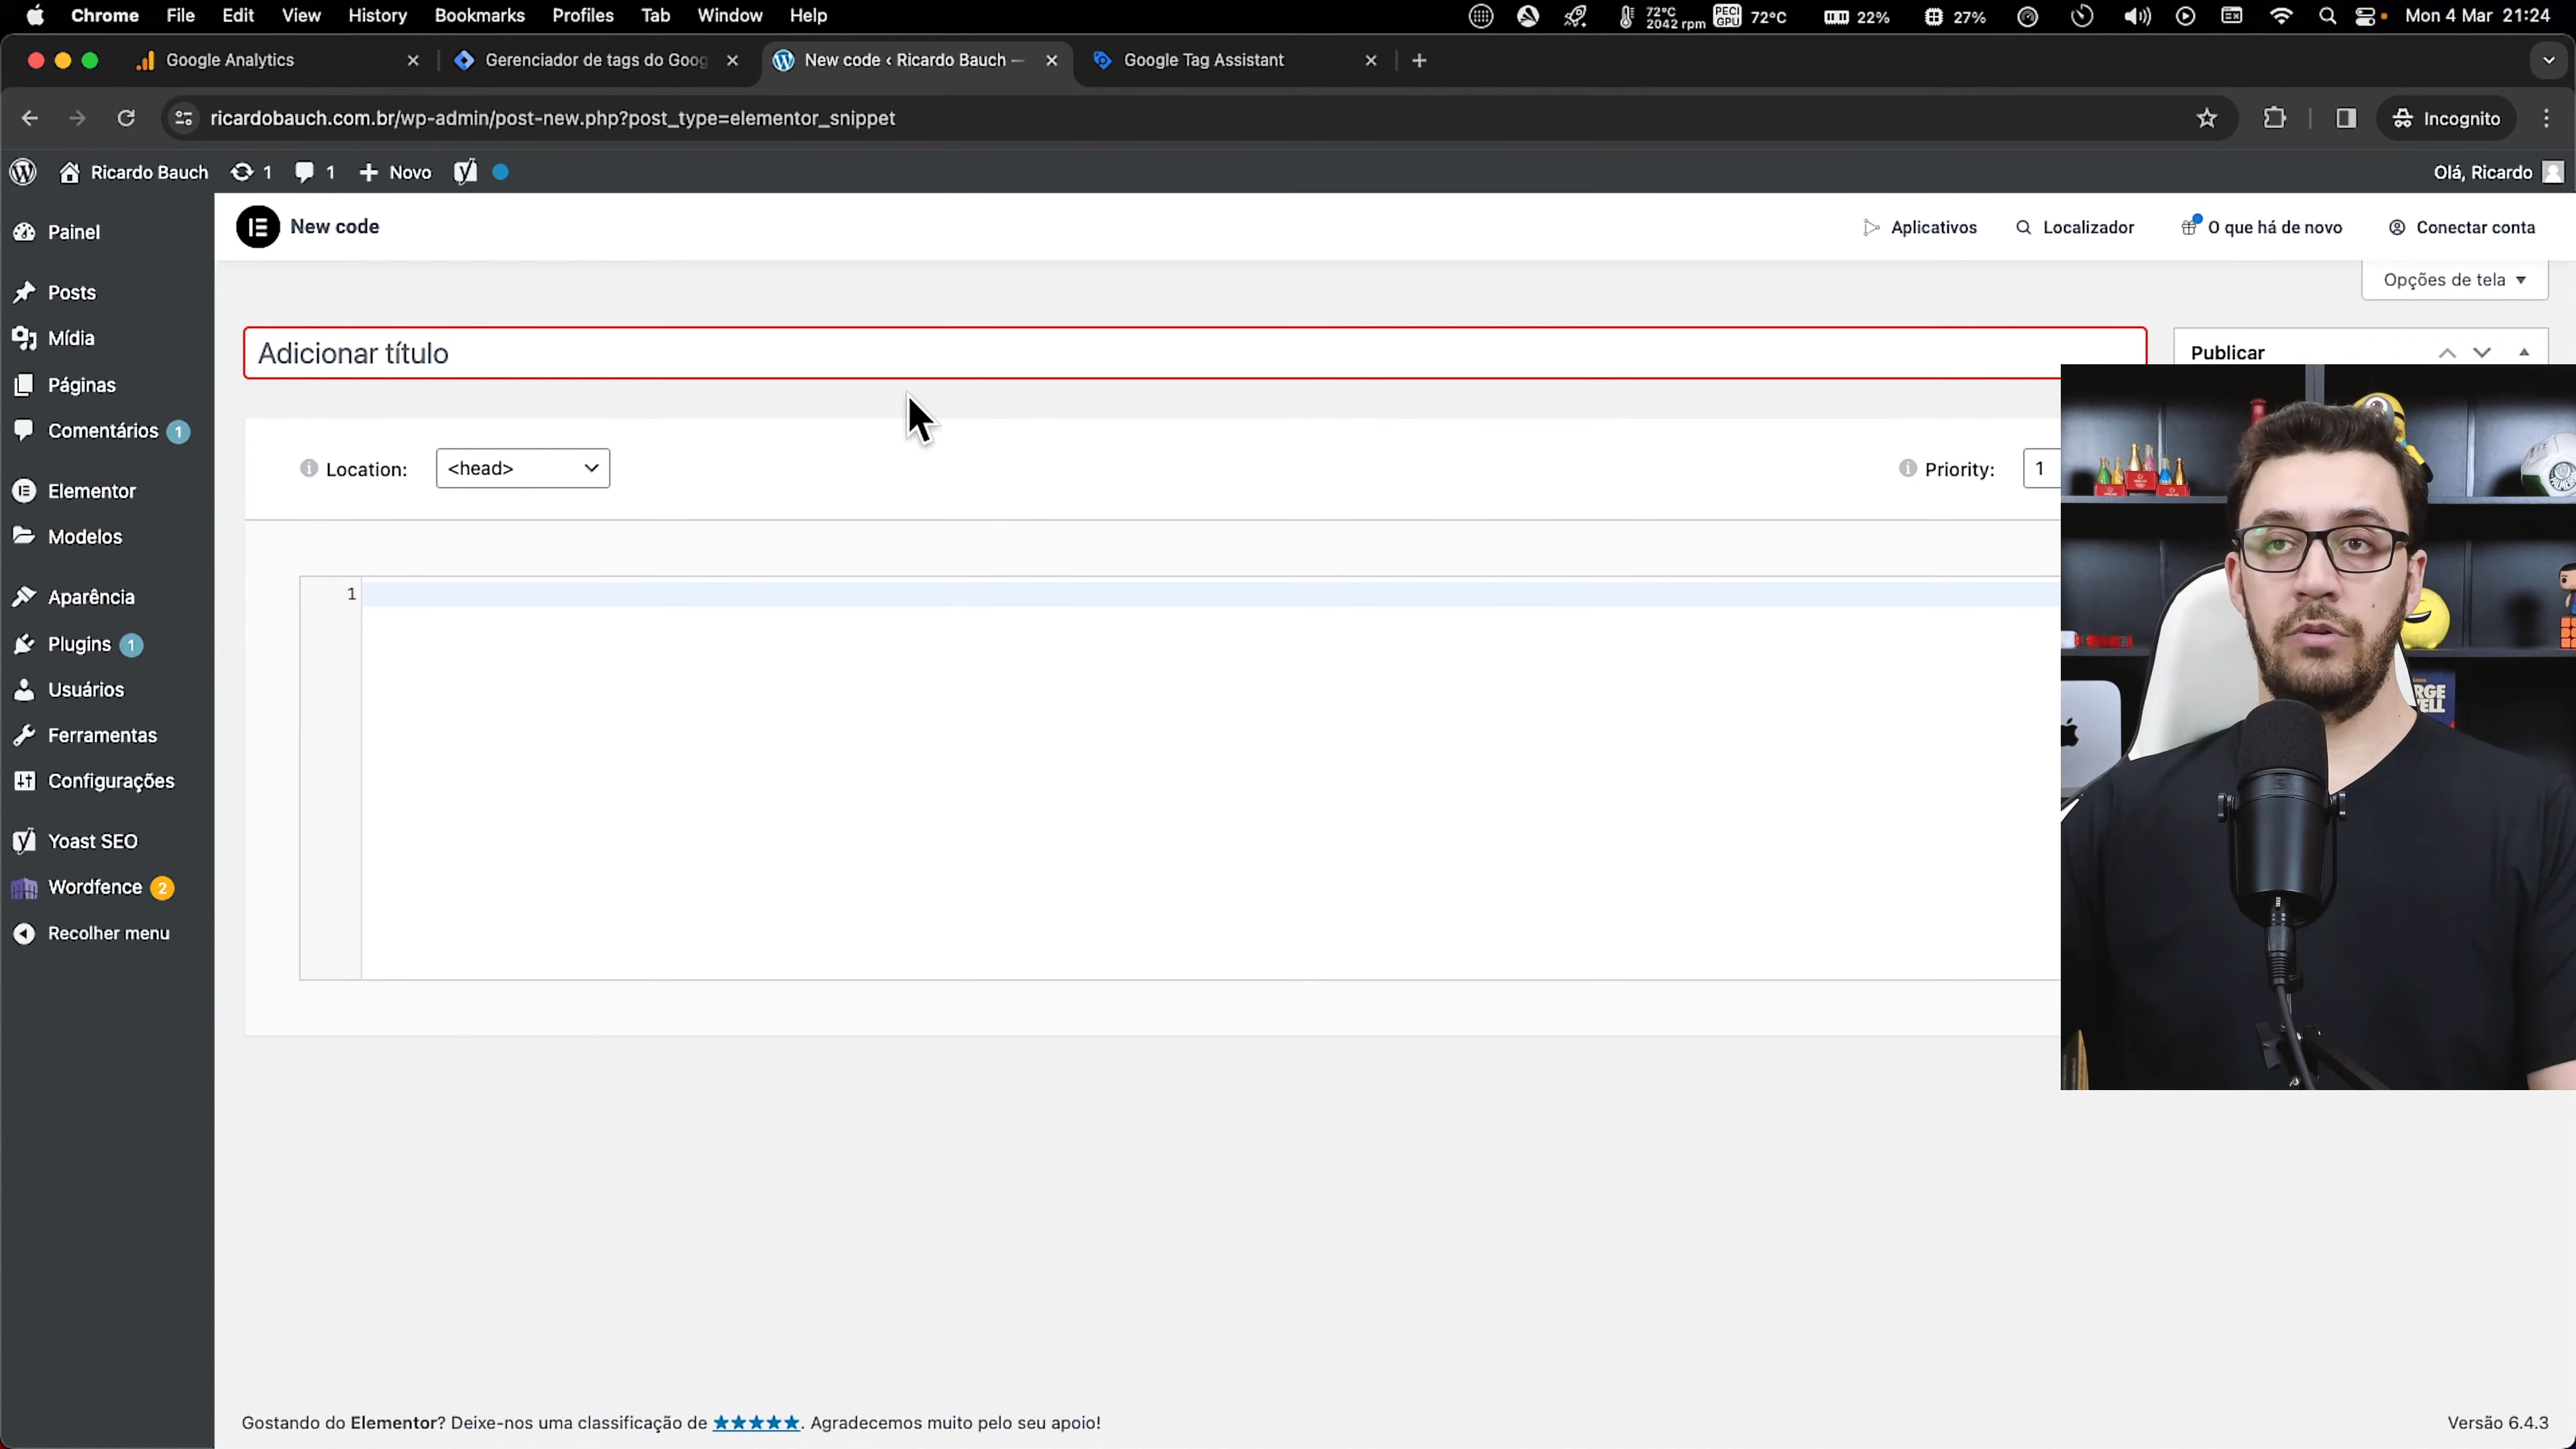 Chrome File Edit View History Bookmarks Profiles Tab Window Help 72°C 2042 rpm PECI GPU 72°C 22% 27% Mon 4 Mar 21:24
Google Analytics Gerenciador de tags do Goog New code ‹ Ricardo Bauch — Google Tag Assistant
ricardobauch.com.br/wp-admin/post-new.php?post_type=elementor_snippet Incognito
Ricardo Bauch 1 1 Novo Olá, Ricardo
New code Aplicativos Localizador O que há de novo Conectar conta
Opções de tela
Painel
Posts
Mídia
Páginas
Comentários 1
Elementor
Modelos
Aparência
Plugins 1
Usuários
Ferramentas
Configurações
Yoast SEO
Wordfence 2
Recolher menu
Adicionar título
Publicar
Location: <head> Priority: 1
1
RGE
ELL
Gostando do Elementor? Deixe-nos uma classificação de ★★★★★. Agradecemos muito pelo seu apoio! Versão 6.4.3